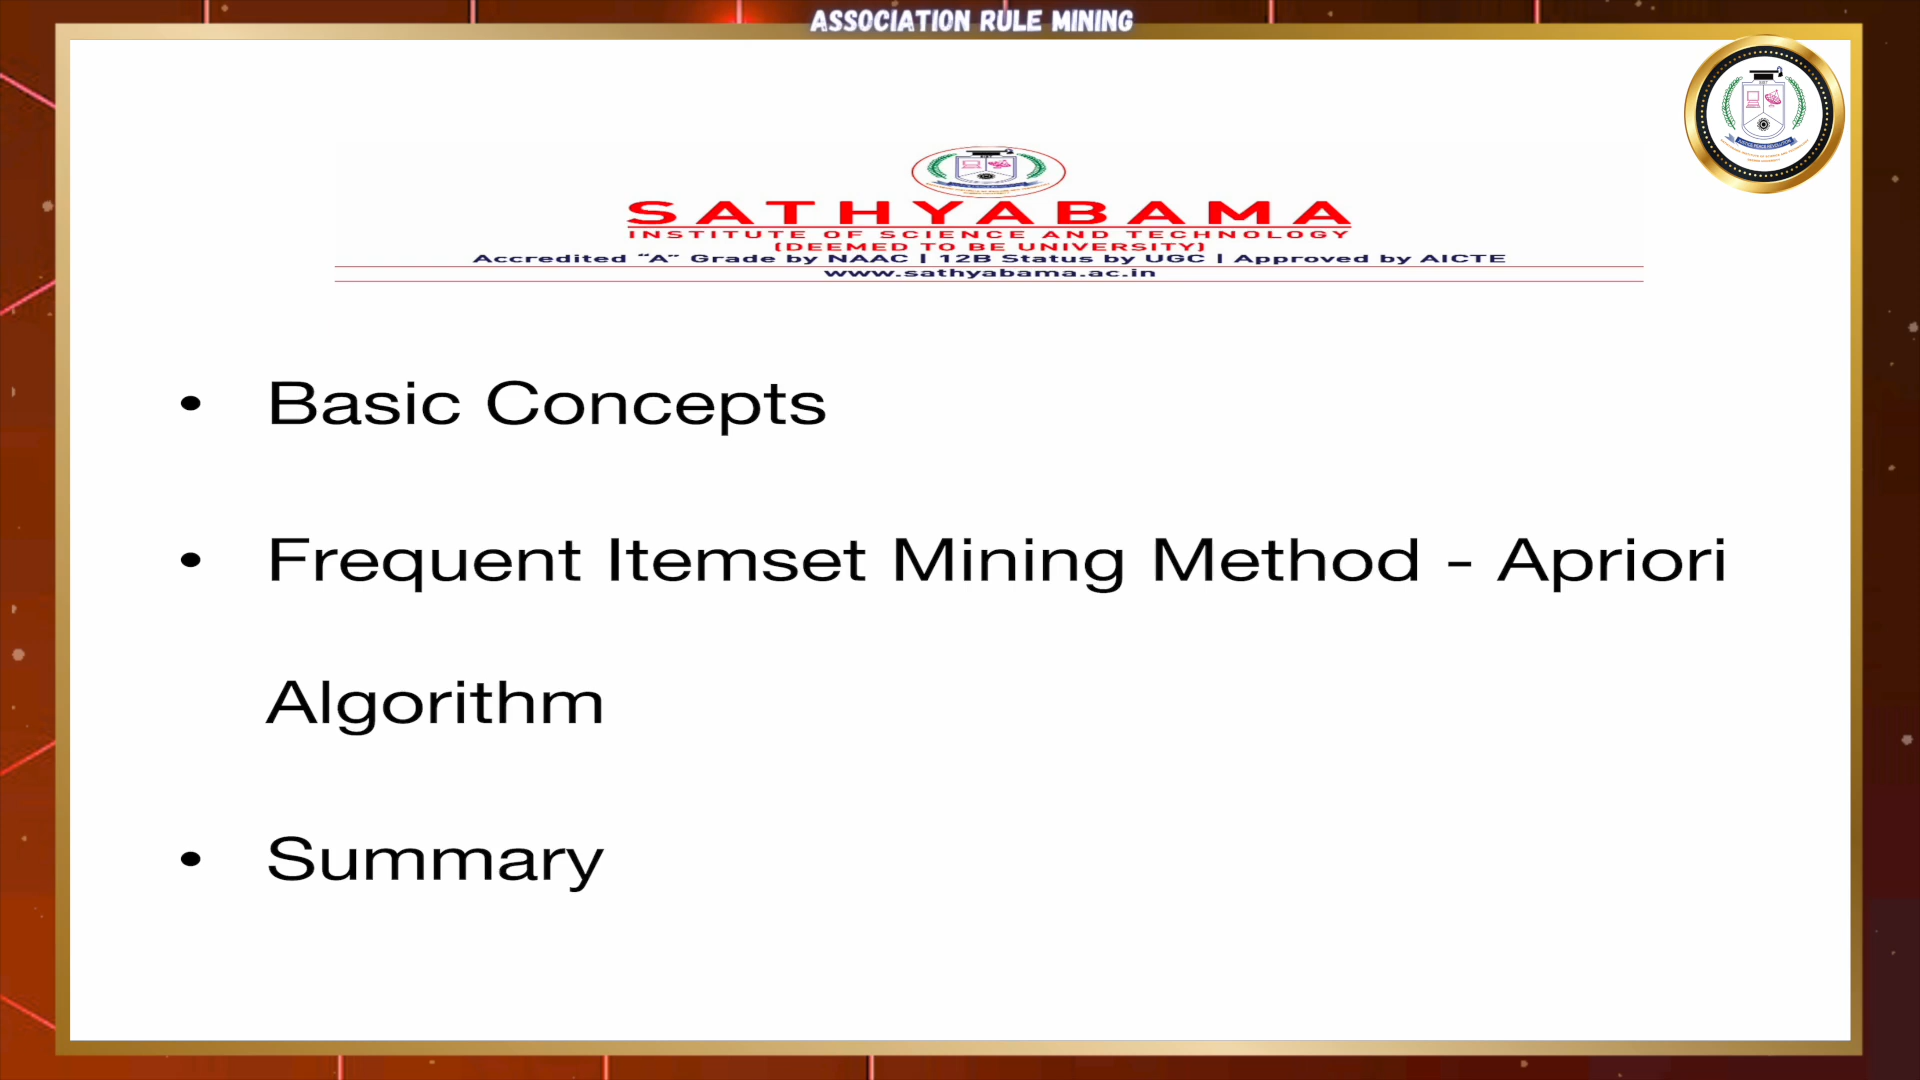 ASSOCIATION RULE MINING
SATHYABAMA
INSTITUTE OF SCIENCE AND TECHNOLOGY
(DEEMED TO BE UNIVERSITY)
Accredited “A” Grade by NAAC | 12B Status by UGC | Approved by AICTE
www.sathyabama.ac.in
• Basic Concepts
• Frequent Itemset Mining Method - Apriori
Algorithm
• Summary